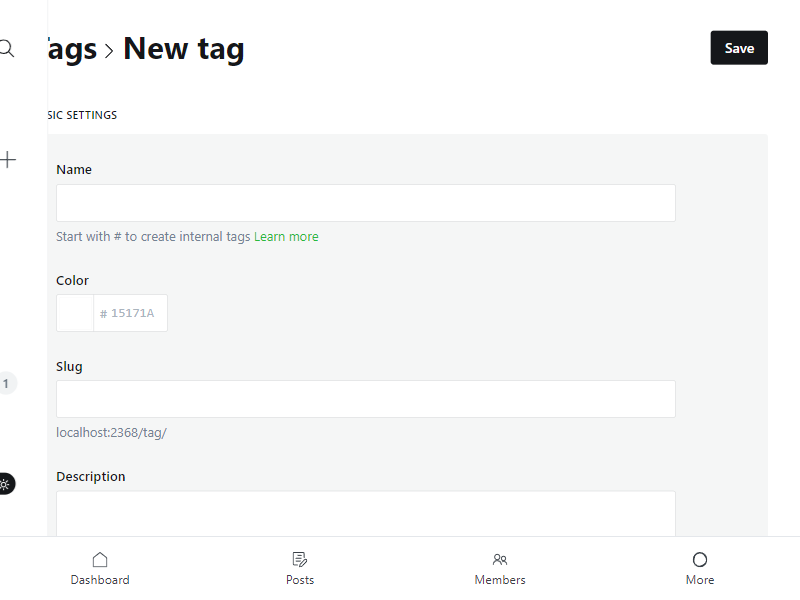 Tags > New tag
Save
SIC SETTINGS
Name
Start with # to create internal tags Learn more
Color
# 15171A
Slug
localhost:2368/tag/
Description
1
Dashboard
Posts
Members
More